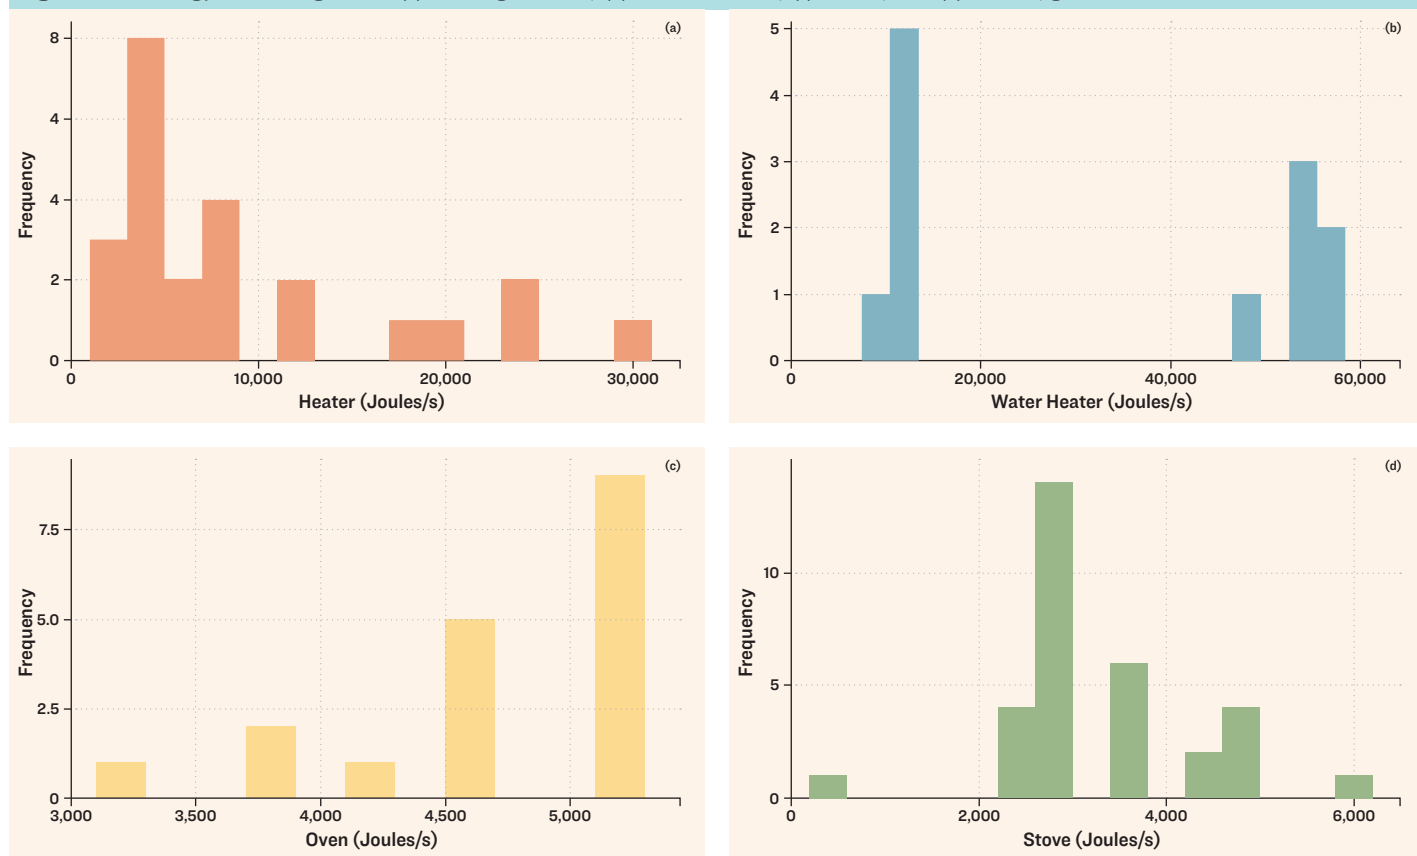 (a)
8
4
4
2
0
Frequency
0 10,000 20,000 30,000
Heater (Joules/s)
(b)
5
4
3
2
1
0
Frequency
0 20,000 40,000 60,000
Water Heater (Joules/s)
(c)
7.5
5.0
2.5
0
Frequency
3,000 3,500 4,000 4,500 5,000
Oven (Joules/s)
(d)
10
5
0
Frequency
0 2,000 4,000 6,000
Stove (Joules/s)